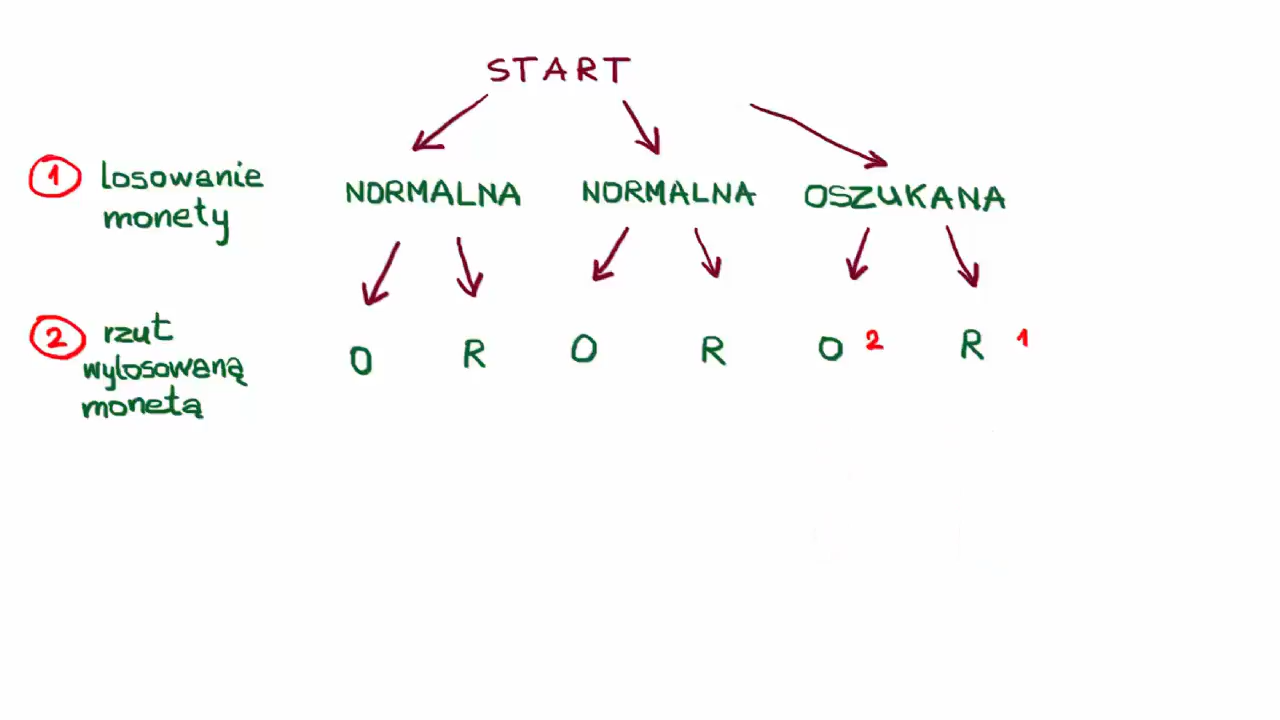 START
1 losowanie
monety
NORMALNA NORMALNA OSZUKANA
2 rzut
wylosowaną
monetą
O R O R O 2 R 1